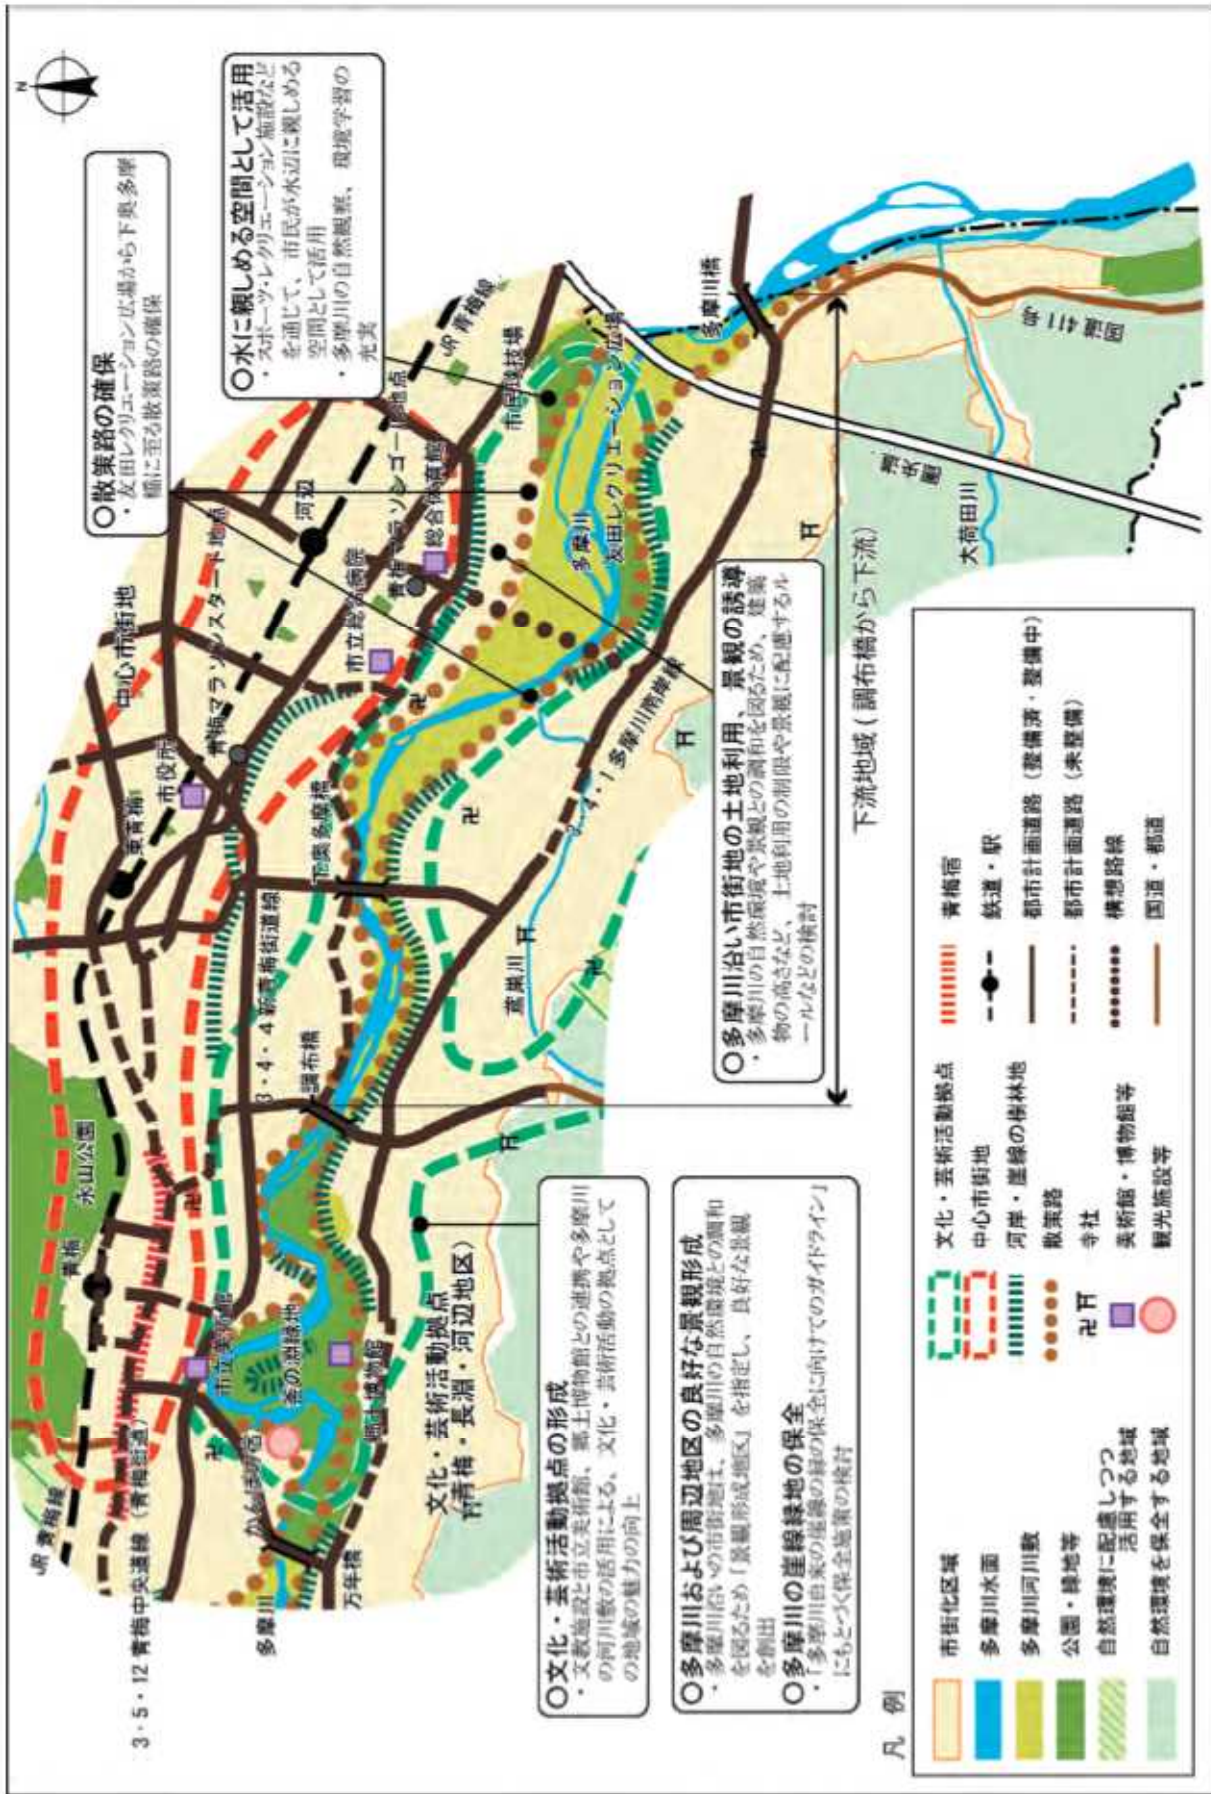 N
○散策路の確保
・友田レクリエーション広場から下奥多摩
橋に至る散策路の確保
○水に親しめる空間として活用
・スポーツ・レクリエーション施設など
を通じて、市民が水辺に親しめる
空間として活用
・多摩川の自然観察、環境学習の
充実
JR青梅線
3・5・12 青梅中央道線（青梅街道）
青梅
永山公園
東青梅
市役所
中心市街地
青梅マラソンスタート地点
河辺
市立総合病院
青梅マラソンゴール地点
総合体育館
JR青梅線
市民球技場
多摩川
友田レクリエーション広場
多摩川橋
圏央道
国道411号
大荷田川
市立美術館
釜の淵緑地
かんぽの宿
郷土博物館
多摩川
万年橋
3・4・4新青梅街道線
調布橋
下奥多摩橋
鳶巣川
3・4・1 多摩川南岸線
文化・芸術活動拠点
（青梅・長淵・河辺地区）
下流地域（調布橋から下流）
○文化・芸術活動拠点の形成
・文教施設と市立美術館、郷土博物館との連携や多摩川
の河川敷の活用による、文化・芸術活動の拠点として
の地域の魅力の向上
○多摩川沿い市街地の土地利用、景観の誘導
・多摩川の自然環境や景観との調和を図るため、建築
物の高さなど、土地利用の制限や景観に配慮するル
ールなどの検討
○多摩川および周辺地区の良好な景観形成
・多摩川沿いの市街地は、多摩川の自然環境との調和
を図るため「景観形成地区」を指定し、良好な景観
を創出
○多摩川の崖線緑地の保全
・「多摩川由来の崖線の緑の保全に向けてのガイドライン」
にもとづく保全施策の検討
凡　例
市街化区域
多摩川水面
多摩川河川敷
公園・緑地等
自然環境に配慮しつつ
活用する地域
自然環境を保全する地域
文化・芸術活動拠点
中心市街地
河岸・崖線の樹林地
散策路
寺社
美術館・博物館等
観光施設等
青梅宿
鉄道・駅
都市計画道路（整備済・整備中）
都市計画道路（未整備）
構想路線
国道・都道